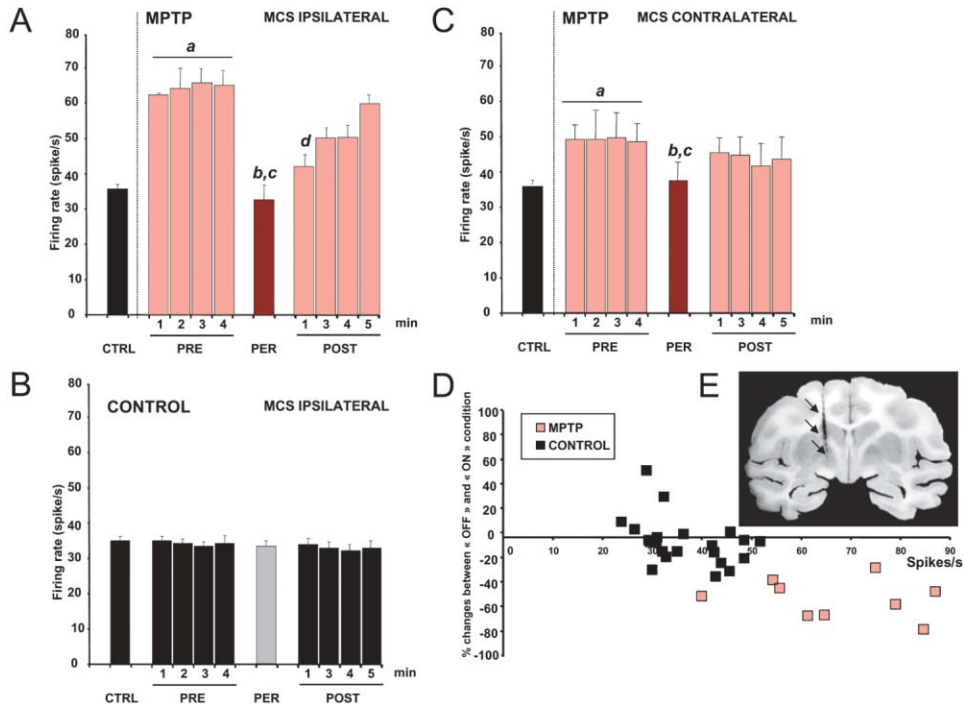 A
MPTP
MCS IPSILATERAL
Firing rate (spike/s)
80
70
60
50
40
30
20
10
0
a
b,c
d
1 2 3 4
1 3 4 5
min
CTRL
PRE
PER
POST
C
MPTP
MCS CONTRALATERAL
Firing rate (spike/s)
80
70
60
50
40
30
20
10
0
a
b,c
1 2 3 4
1 3 4 5
min
CTRL
PRE
PER
POST
B
CONTROL
MCS IPSILATERAL
Firing rate (spike/s)
80
70
60
50
40
30
20
10
0
1 2 3 4
1 3 4 5
min
CTRL
PRE
PER
POST
D
% changes between « OFF » and « ON » condition
100
80
60
40
20
0
-20
-40
-60
-80
-100
MPTP
CONTROL
0 10 20 30 40 50 60 70 80 90
Spikes/s
E